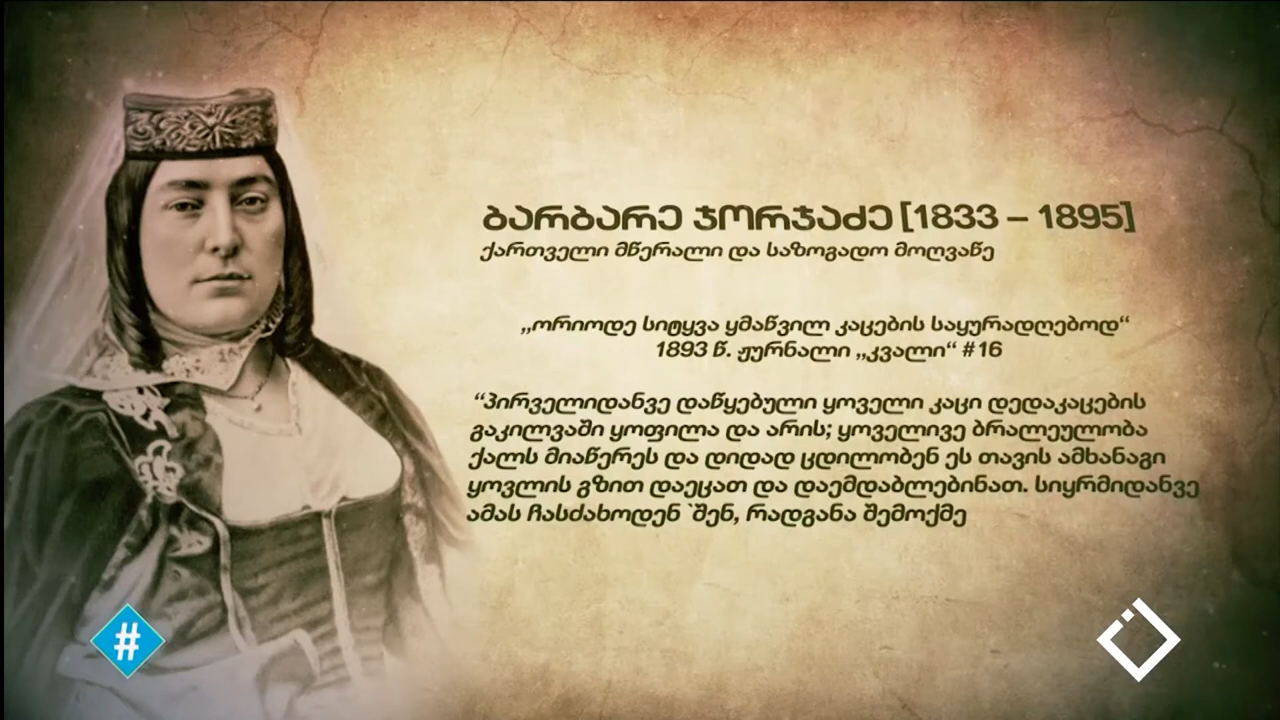 ბარბარე ჯორჯაძე [1833 – 1895]
ქართველი მწერალი და საზოგადო მოღვაწე
„ორიოდე სიტყვა ყმაწვილ კაცების საყურადღებოდ“
1893 წ. ჟურნალი „კვალი“ #16
“პირველიდანვე დაწყებული ყოველი კაცი დედაკაცების
გაკილვაში ყოფილა და არის; ყოველივე ბრალეულობა
ქალს მიაწერეს და დიდად ცდილობენ ეს თავის ამხანაგი
ყოვლის გზით დაეცათ და დაემდაბლებინათ. სიყრმიდანვე
ამას ჩასძახოდენ `შენ, რადგანა შემოქმე
#